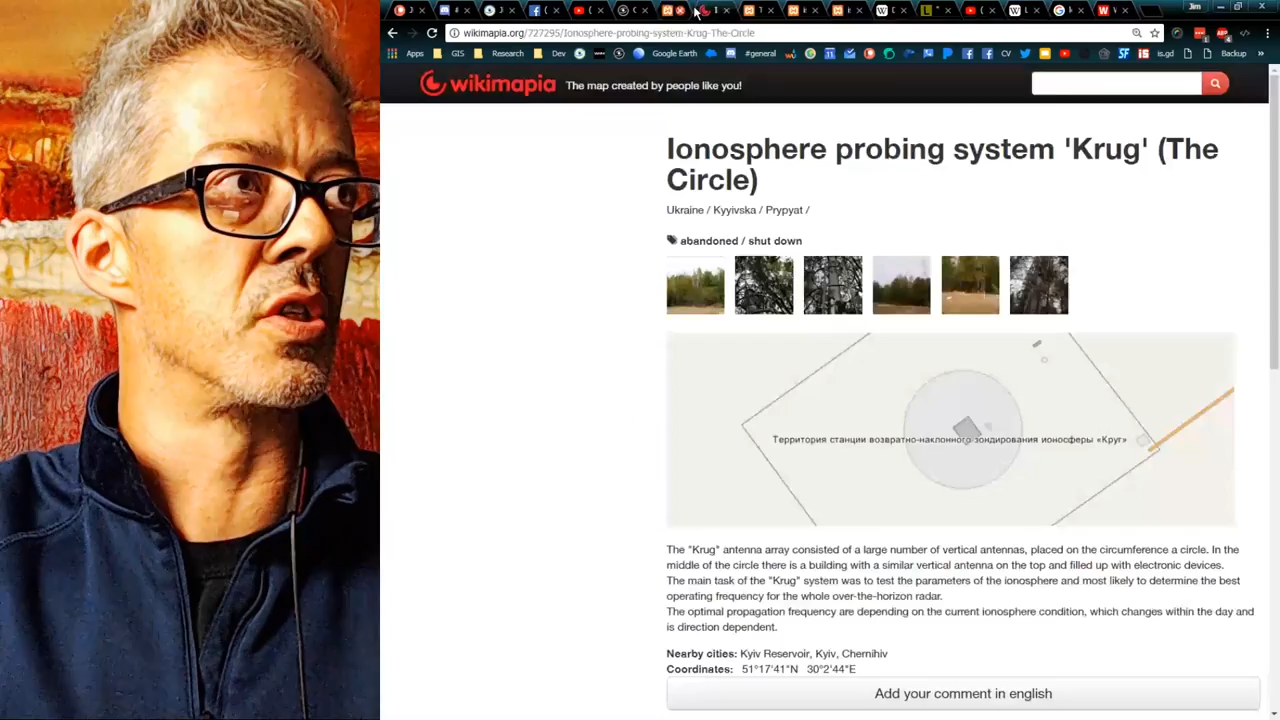 Jim
wikimapia.org/727295/Ionosphere-probing-system-Krug-The-Circle
Apps GIS Research Dev Google Earth #general CV is.gd Backup
wikimapia The map created by people like you!
Ionosphere probing system 'Krug' (The
Circle)
Ukraine / Kyyivska / Prypyat /
abandoned / shut down
Территория станции возвратно-наклонного зондирования ионосферы «Круг»
The "Krug" antenna array consisted of a large number of vertical antennas, placed on the circumference a circle. In the
middle of the circle there is a building with a similar vertical antenna on the top and filled up with electronic devices.
The main task of the "Krug" system was to test the parameters of the ionosphere and most likely to determine the best
operating frequency for the whole over-the-horizon radar.
The optimal propagation frequency are depending on the current ionosphere condition, which changes within the day and
is direction dependent.
Nearby cities: Kyiv Reservoir, Kyiv, Chernihiv
Coordinates: 51°17'41"N 30°2'44"E
Add your comment in english